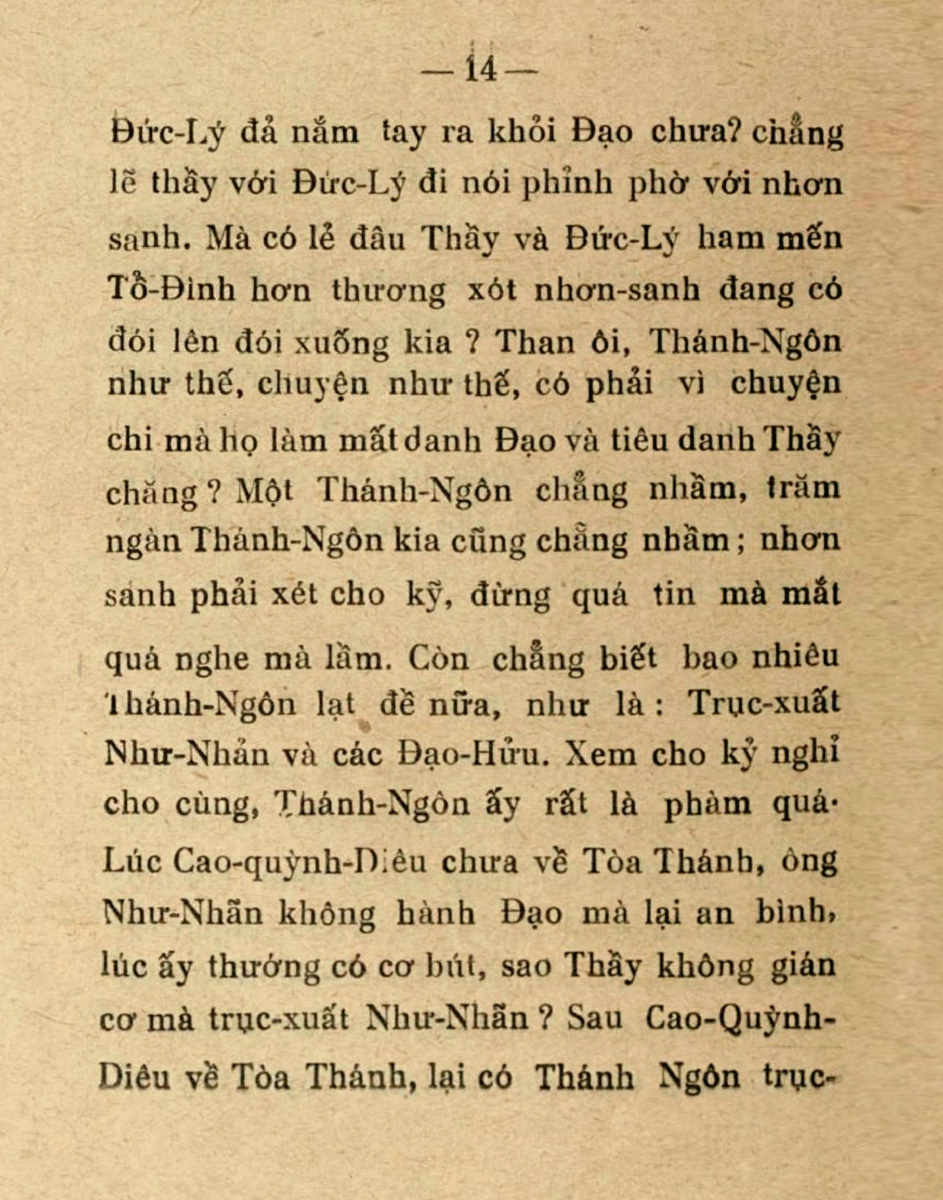 — 14 —
Đức-Lý đả nắm tay ra khỏi Đạo chưa? chẳng
lẽ thầy với Đức-Lý đi nói phỉnh phờ với nhơn
sanh. Mà có lẻ đâu Thầy và Đức-Lý ham mến
Tổ-Đình hơn thương xót nhơn-sanh đang có
đói lên đói xuống kia ? Than ôi, Thánh-Ngôn
như thế, chuyện như thế, có phải vì chuyện
chi mà họ làm mất danh Đạo và tiêu danh Thầy
chăng ? Một Thánh-Ngôn chẳng nhầm, trăm
ngàn Thánh-Ngôn kia cũng chẵng nhầm ; nhơn
sanh phải xét cho kỹ, đừng quá tin mà mắt
quá nghe mà lầm. Còn chẳng biết bao nhiêu
Thánh-Ngôn lạt đề nữa, như là : Trục-xuất
Như-Nhản và các Đạo-Hửu. Xem cho kỷ nghỉ
cho cùng, Thánh-Ngôn ấy rất là phàm quá.
Lúc Cao-quỳnh-Diêu chưa về Tòa Thánh, ông
Như-Nhẵn không hành Đạo mà lại an bình,
lúc ấy thướng có cơ bút, sao Thầy không gián
cơ mà trục-xuất Như-Nhẵn ? Sau Cao-Quỳnh-
Diêu về Tòa Thánh, lại có Thánh Ngôn trục-